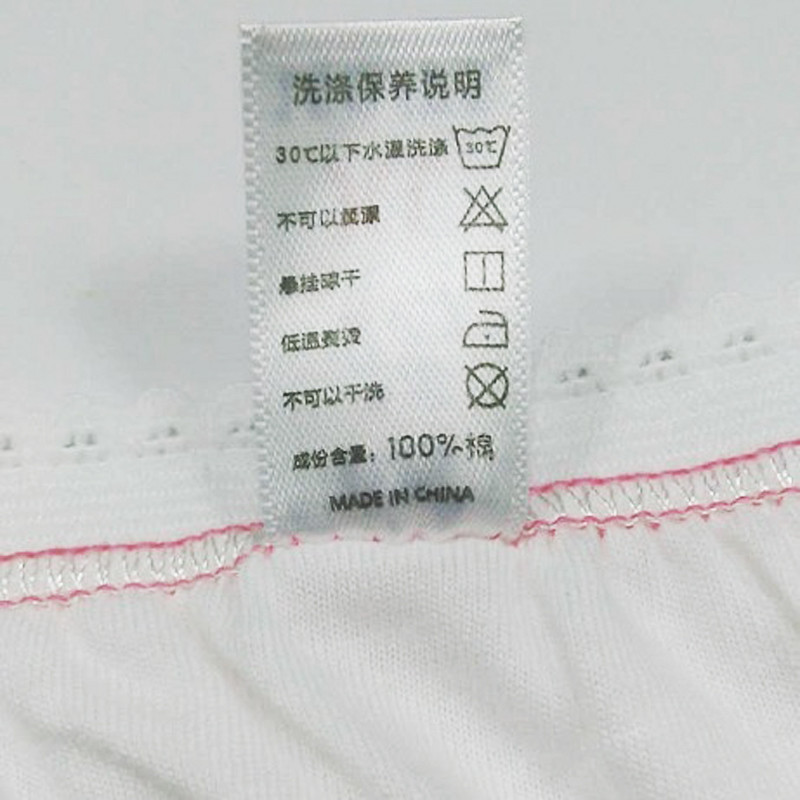 洗涤保养说明
30℃以下水温洗涤 30℃
不可以氯漂
悬挂晾干
低温熨烫
不可以干洗
成份含量：100%棉
MADE IN CHINA